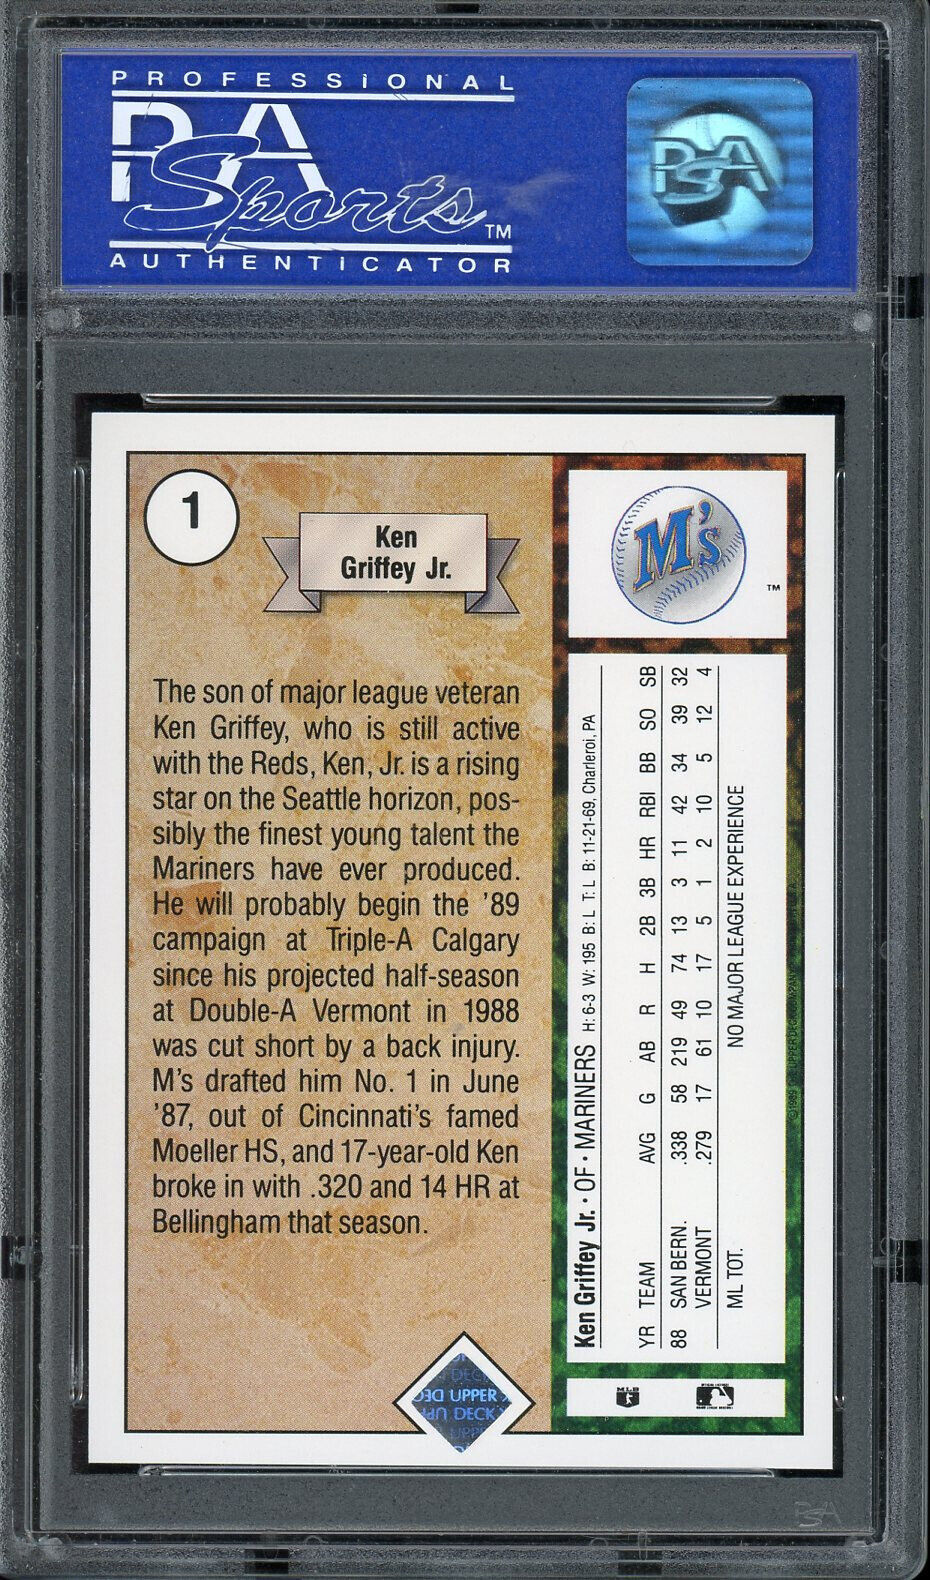 PROFESSIONAL
PSA
Sports™
AUTHENTICATOR
PSA
1
Ken
Griffey Jr.
The son of major league veteran
Ken Griffey, who is still active
with the Reds, Ken, Jr. is a rising
star on the Seattle horizon, pos-
sibly the finest young talent the
Mariners have ever produced.
He will probably begin the '89
campaign at Triple-A Calgary
since his projected half-season
at Double-A Vermont in 1988
was cut short by a back injury.
M's drafted him No. 1 in June
'87, out of Cincinnati's famed
Moeller HS, and 17-year-old Ken
broke in with .320 and 14 HR at
Bellingham that season.
M's
TM
Ken Griffey Jr. · OF · MARINERS H: 6-3 W: 195 B: L T: L B: 11-21-69, Charleroi, PA
YR TEAM AVG G AB R H 2B 3B HR RBI BB SO SB
88 SAN BERN. .338 58 219 49 74 13 3 11 42 34 39 32
VERMONT .279 17 61 10 17 5 1 2 10 5 12 4
ML TOT. NO MAJOR LEAGUE EXPERIENCE
©1989 UPPER
UPPER
DECK
MLB
PSA